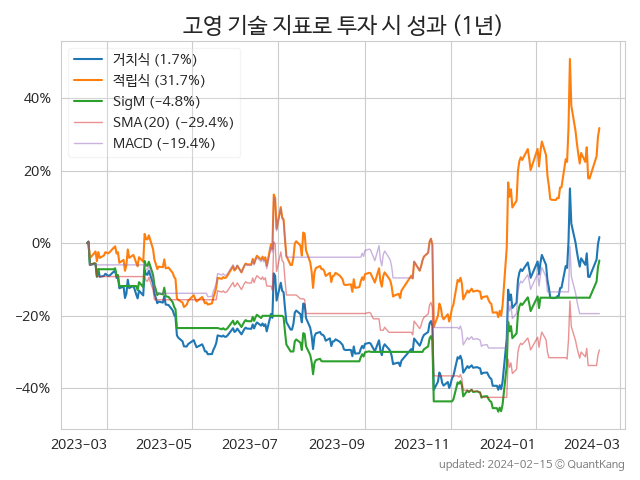 고영 기술 지표로 투자 시 성과 (1년)
거치식 (1.7%)
적립식 (31.7%)
SigM (−4.8%)
SMA(20) (−29.4%)
MACD (−19.4%)
40%
20%
0%
−20%
−40%
2023-03 2023-05 2023-07 2023-09 2023-11 2024-01 2024-03
updated: 2024-02-15 ⓒ QuantKang